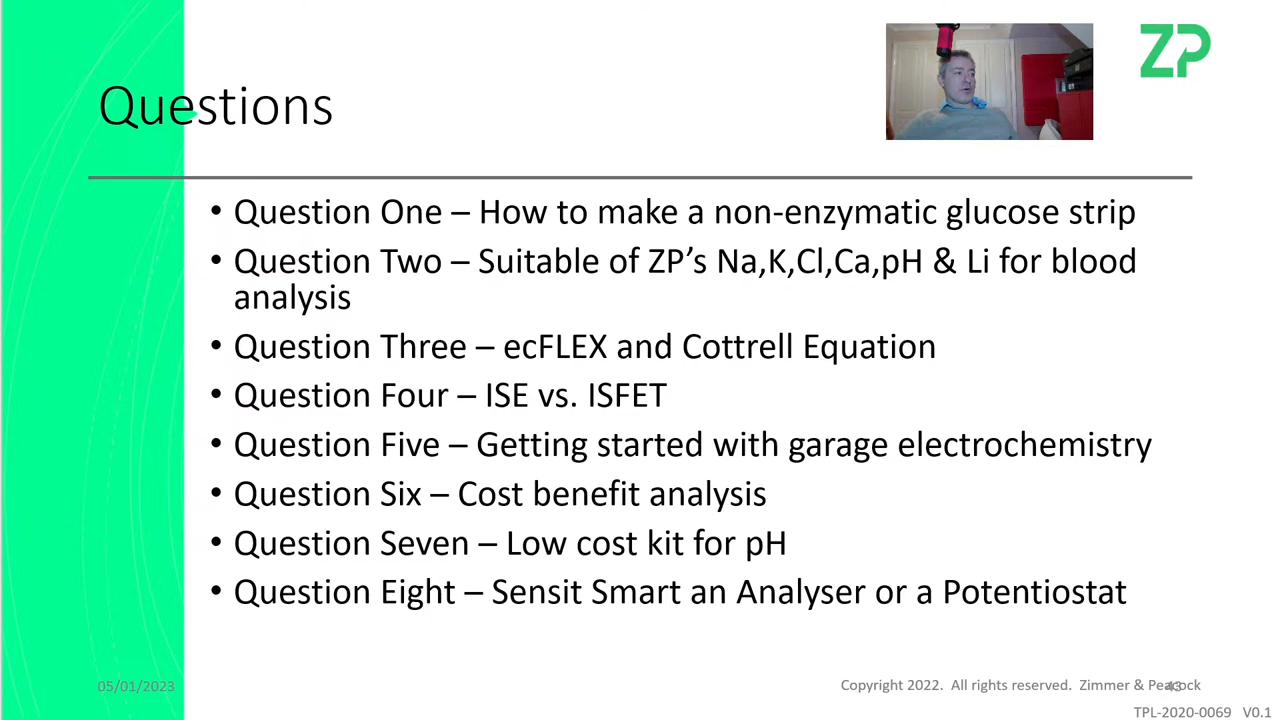 ZP
Questions
• Question One – How to make a non-enzymatic glucose strip
• Question Two – Suitable of ZP’s Na,K,Cl,Ca,pH & Li for blood
analysis
• Question Three – ecFLEX and Cottrell Equation
• Question Four – ISE vs. ISFET
• Question Five – Getting started with garage electrochemistry
• Question Six – Cost benefit analysis
• Question Seven – Low cost kit for pH
• Question Eight – Sensit Smart an Analyser or a Potentiostat
05/01/2023
Copyright 2022. All rights reserved. Zimmer & Peacock
43
TPL-2020-0069 V0.1